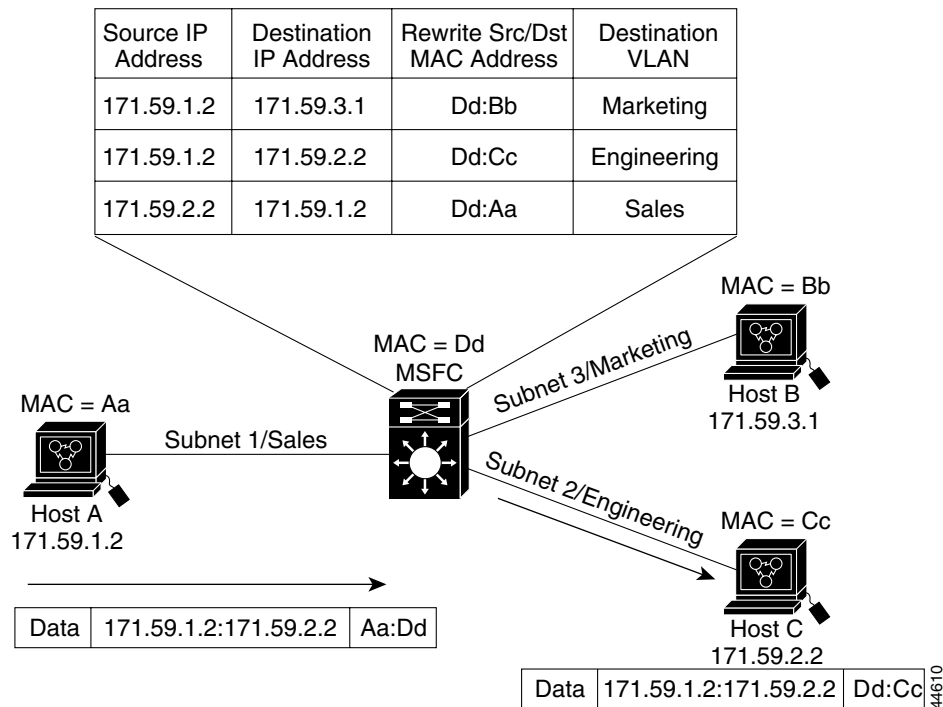 Source IP Address
Destination IP Address
Rewrite Src/Dst MAC Address
Destination VLAN
171.59.1.2
171.59.3.1
Dd:Bb
Marketing
171.59.1.2
171.59.2.2
Dd:Cc
Engineering
171.59.2.2
171.59.1.2
Dd:Aa
Sales
MAC = Bb
Host B
171.59.3.1
MAC = Dd
MSFC
Subnet 3/Marketing
MAC = Aa
Host A
171.59.1.2
Subnet 1/Sales
Subnet 2/Engineering
MAC = Cc
Host C
171.59.2.2
Data
171.59.1.2:171.59.2.2
Aa:Dd
Data
171.59.1.2:171.59.2.2
Dd:Cc
44610